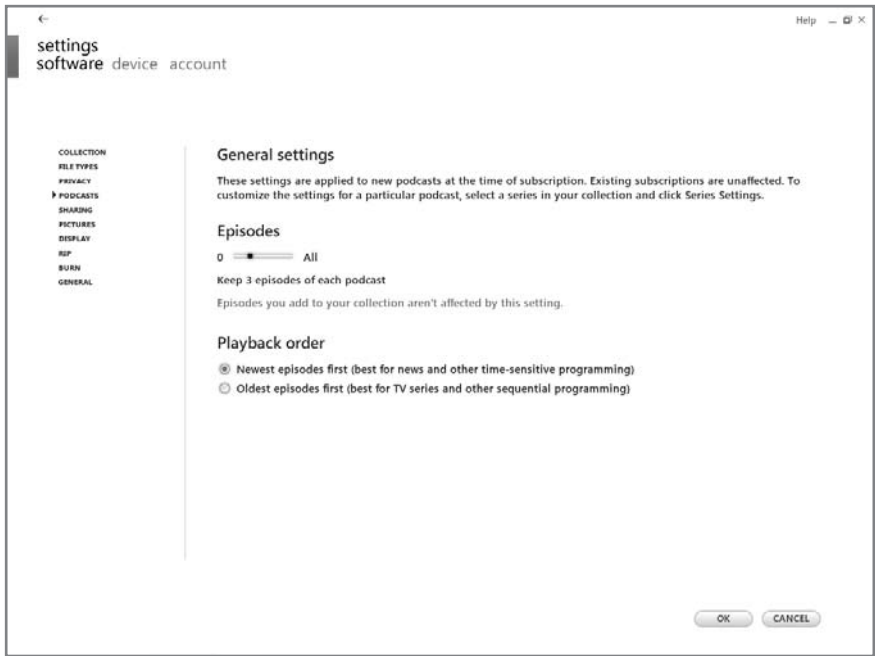 Help
settings
software device account
COLLECTION
FILE TYPES
PRIVACY
PODCASTS
SHARING
PICTURES
DISPLAY
RIP
BURN
GENERAL
General settings
These settings are applied to new podcasts at the time of subscription. Existing subscriptions are unaffected. To
customize the settings for a particular podcast, select a series in your collection and click Series Settings.
Episodes
0 All
Keep 3 episodes of each podcast
Episodes you add to your collection aren't affected by this setting.
Playback order
Newest episodes first (best for news and other time-sensitive programming)
Oldest episodes first (best for TV series and other sequential programming)
OK CANCEL